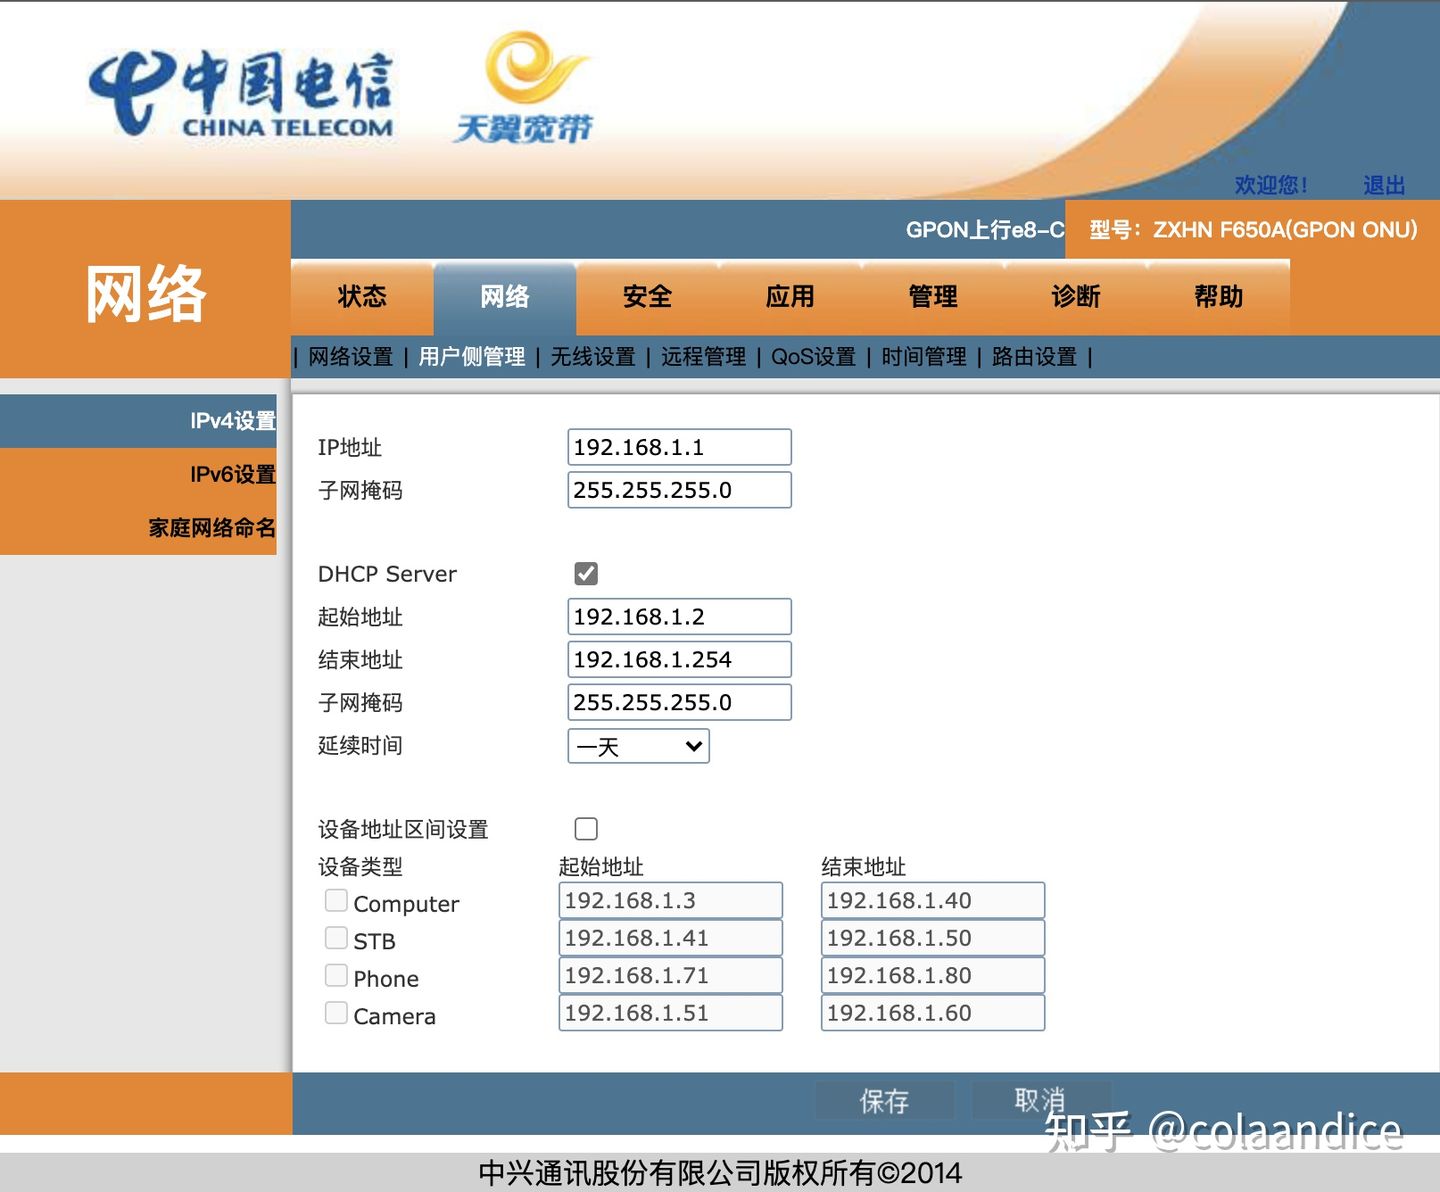 中国电信
CHINA TELECOM
天翼宽带
欢迎您! 退出
GPON上行e8-C 型号: ZXHN F650A(GPON ONU)
网络
状态 网络 安全 应用 管理 诊断 帮助
| 网络设置 | 用户侧管理 | 无线设置 | 远程管理 | QoS设置 | 时间管理 | 路由设置 |
IPv4设置
IPv6设置
家庭网络命名
IP地址 192.168.1.1
子网掩码 255.255.255.0
DHCP Server
起始地址 192.168.1.2
结束地址 192.168.1.254
子网掩码 255.255.255.0
延续时间 一天
设备地址区间设置
设备类型 起始地址 结束地址
Computer 192.168.1.3 192.168.1.40
STB 192.168.1.41 192.168.1.50
Phone 192.168.1.71 192.168.1.80
Camera 192.168.1.51 192.168.1.60
保存 取消
知乎 @colaandice
中兴通讯股份有限公司版权所有©2014